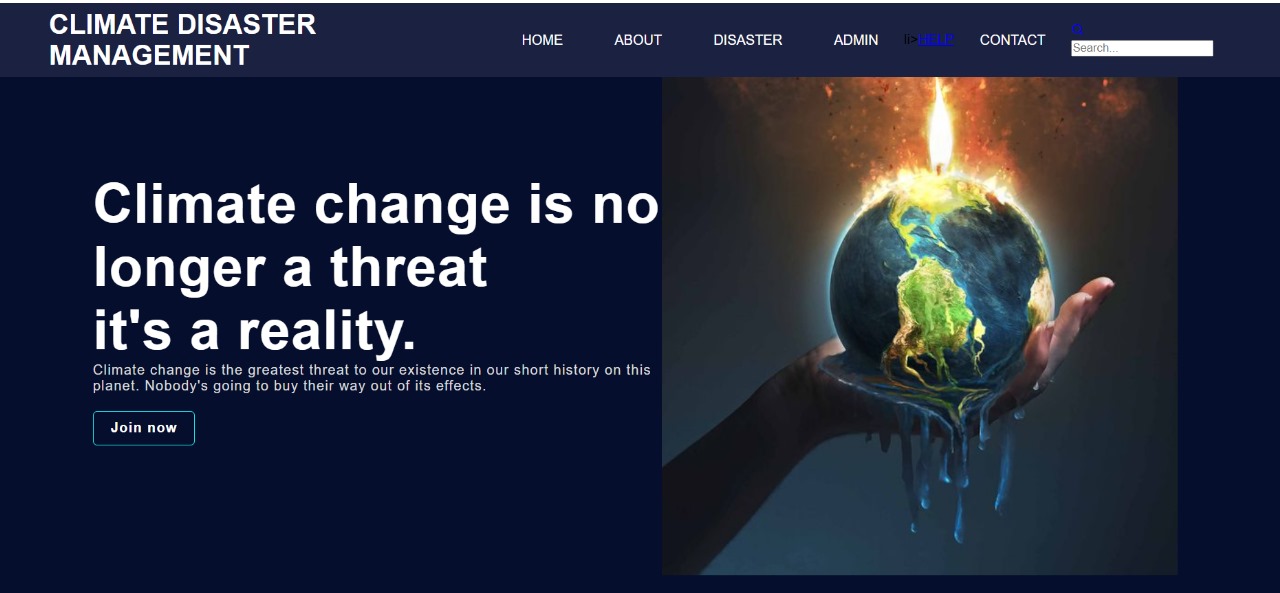 CLIMATE DISASTER
MANAGEMENT
HOME ABOUT DISASTER ADMIN li>HELP CONTACT
Search...
Climate change is no
longer a threat
it's a reality.
Climate change is the greatest threat to our existence in our short history on this
planet. Nobody's going to buy their way out of its effects.
Join now